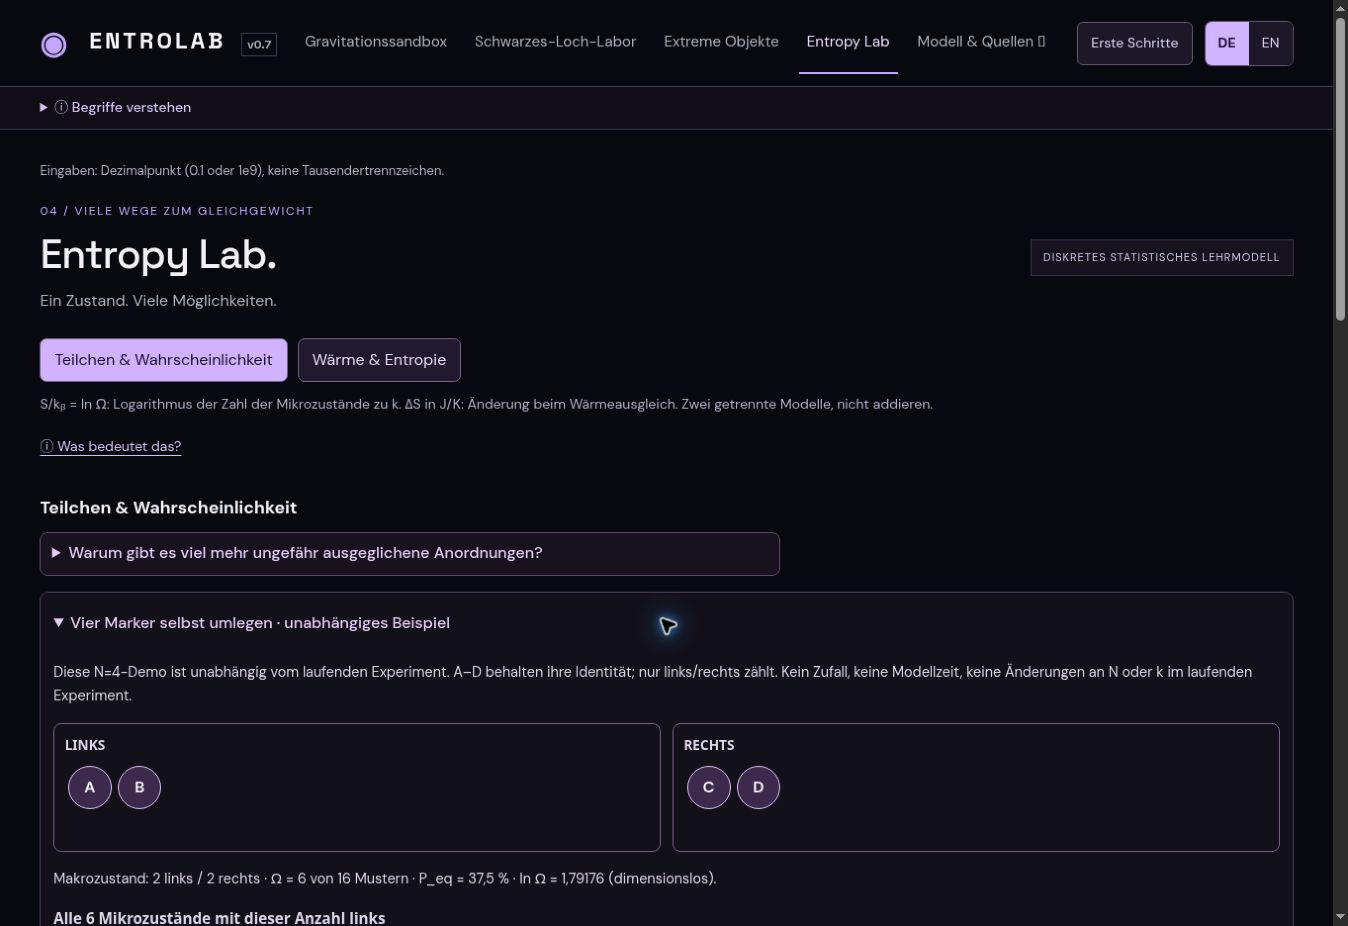 ENTROLAB
v0.7
Gravitationssandbox
Schwarzes-Loch-Labor
Extreme Objekte
Entropy Lab
Modell & Quellen
Erste Schritte
DE
EN
▶ ⓘ Begriffe verstehen
Eingaben: Dezimalpunkt (0.1 oder 1e9), keine Tausendertrennzeichen.
04 / VIELE WEGE ZUM GLEICHGEWICHT
Entropy Lab.
DISKRETES STATISTISCHES LEHRMODELL
Ein Zustand. Viele Möglichkeiten.
Teilchen & Wahrscheinlichkeit
Wärme & Entropie
S/kᵦ = ln Ω: Logarithmus der Zahl der Mikrozustände zu k. ΔS in J/K: Änderung beim Wärmeausgleich. Zwei getrennte Modelle, nicht addieren.
ⓘ Was bedeutet das?
Teilchen & Wahrscheinlichkeit
▶ Warum gibt es viel mehr ungefähr ausgeglichene Anordnungen?
▼ Vier Marker selbst umlegen · unabhängiges Beispiel
Diese N=4-Demo ist unabhängig vom laufenden Experiment. A–D behalten ihre Identität; nur links/rechts zählt. Kein Zufall, keine Modellzeit, keine Änderungen an N oder k im laufenden
Experiment.
LINKS
A B
RECHTS
C D
Makrozustand: 2 links / 2 rechts · Ω = 6 von 16 Mustern · P_eq = 37,5 % · ln Ω = 1,79176 (dimensionslos).
Alle 6 Mikrozustände mit dieser Anzahl links